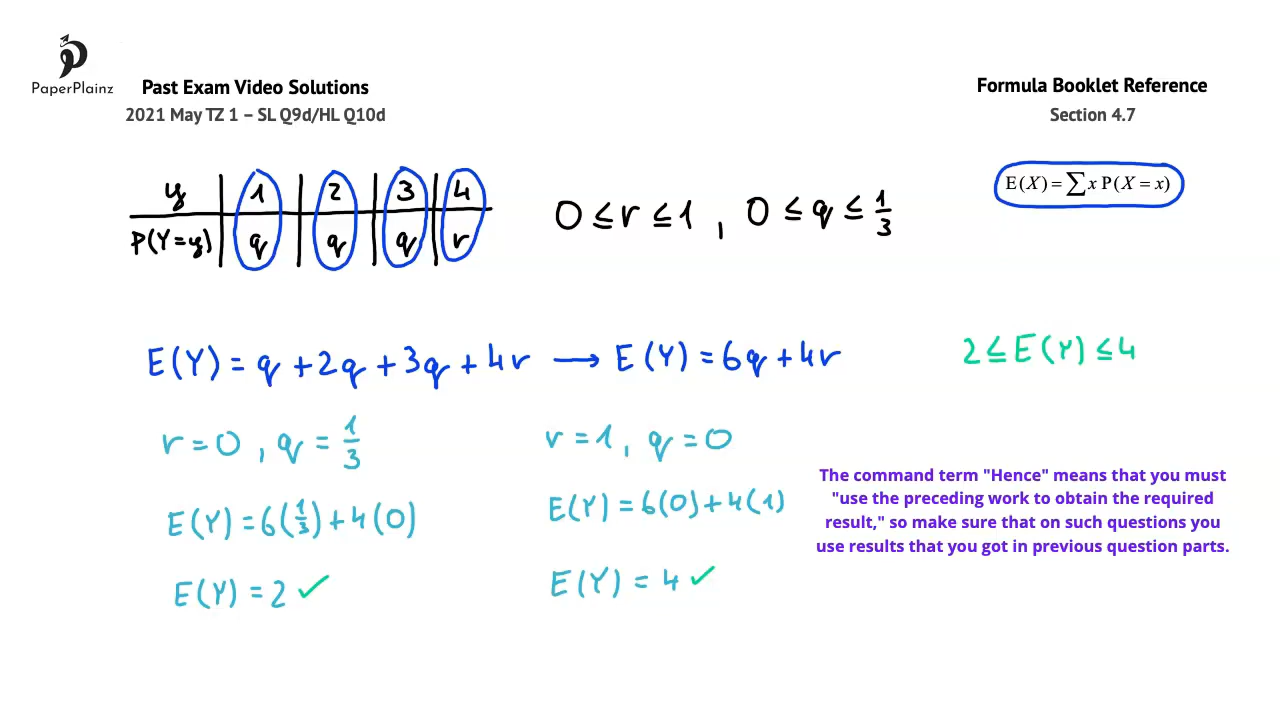 PaperPlainz
Past Exam Video Solutions
2021 May TZ 1 – SL Q9d/HL Q10d
Formula Booklet Reference
Section 4.7
E(X) = ∑ x P(X = x)
y 1 2 3 4
P(Y=y) q q q r
0 ≤ r ≤ 1 , 0 ≤ q ≤ 1/3
E(Y) = q + 2q + 3q + 4r → E(Y) = 6q + 4r
2 ≤ E(Y) ≤ 4
r = 0 , q = 1/3
E(Y) = 6(1/3) + 4(0)
E(Y) = 2 ✓
r = 1 , q = 0
E(Y) = 6(0) + 4(1)
E(Y) = 4 ✓
The command term "Hence" means that you must
"use the preceding work to obtain the required
result," so make sure that on such questions you
use results that you got in previous question parts.